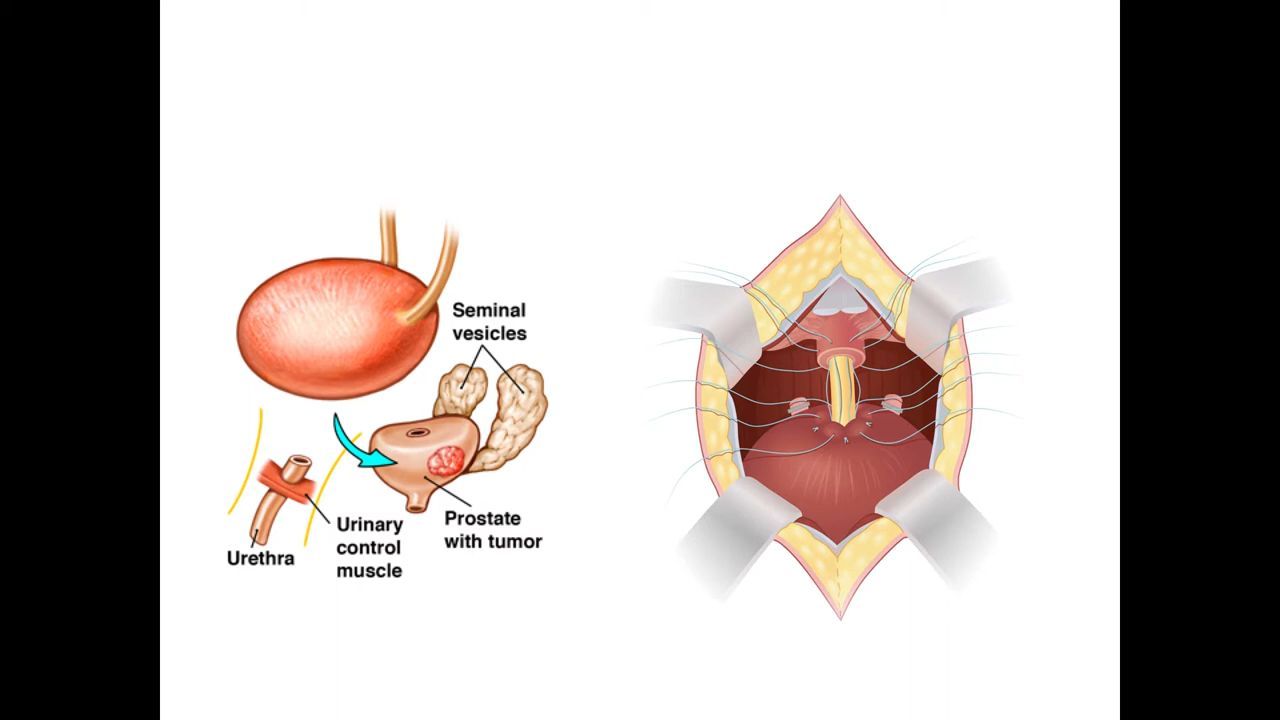 Seminal
vesicles
Prostate
with tumor
Urinary
control
muscle
Urethra